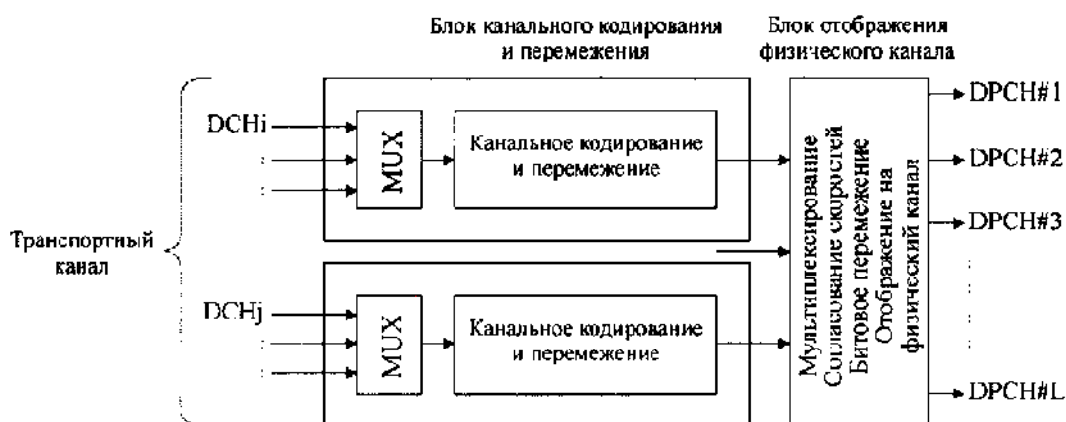 Блок канального кодирования
и перемежения
Блок отображения
физического канала
Транспортный
канал
DCHi
:
:
MUX
Канальное кодирование
и перемежение
DCHj
:
:
MUX
Канальное кодирование
и перемежение
Мультиплексирование
Согласование скоростей
Битовое перемежение
Отображение на
физический канал
DPCH#1
DPCH#2
DPCH#3
DPCH#L